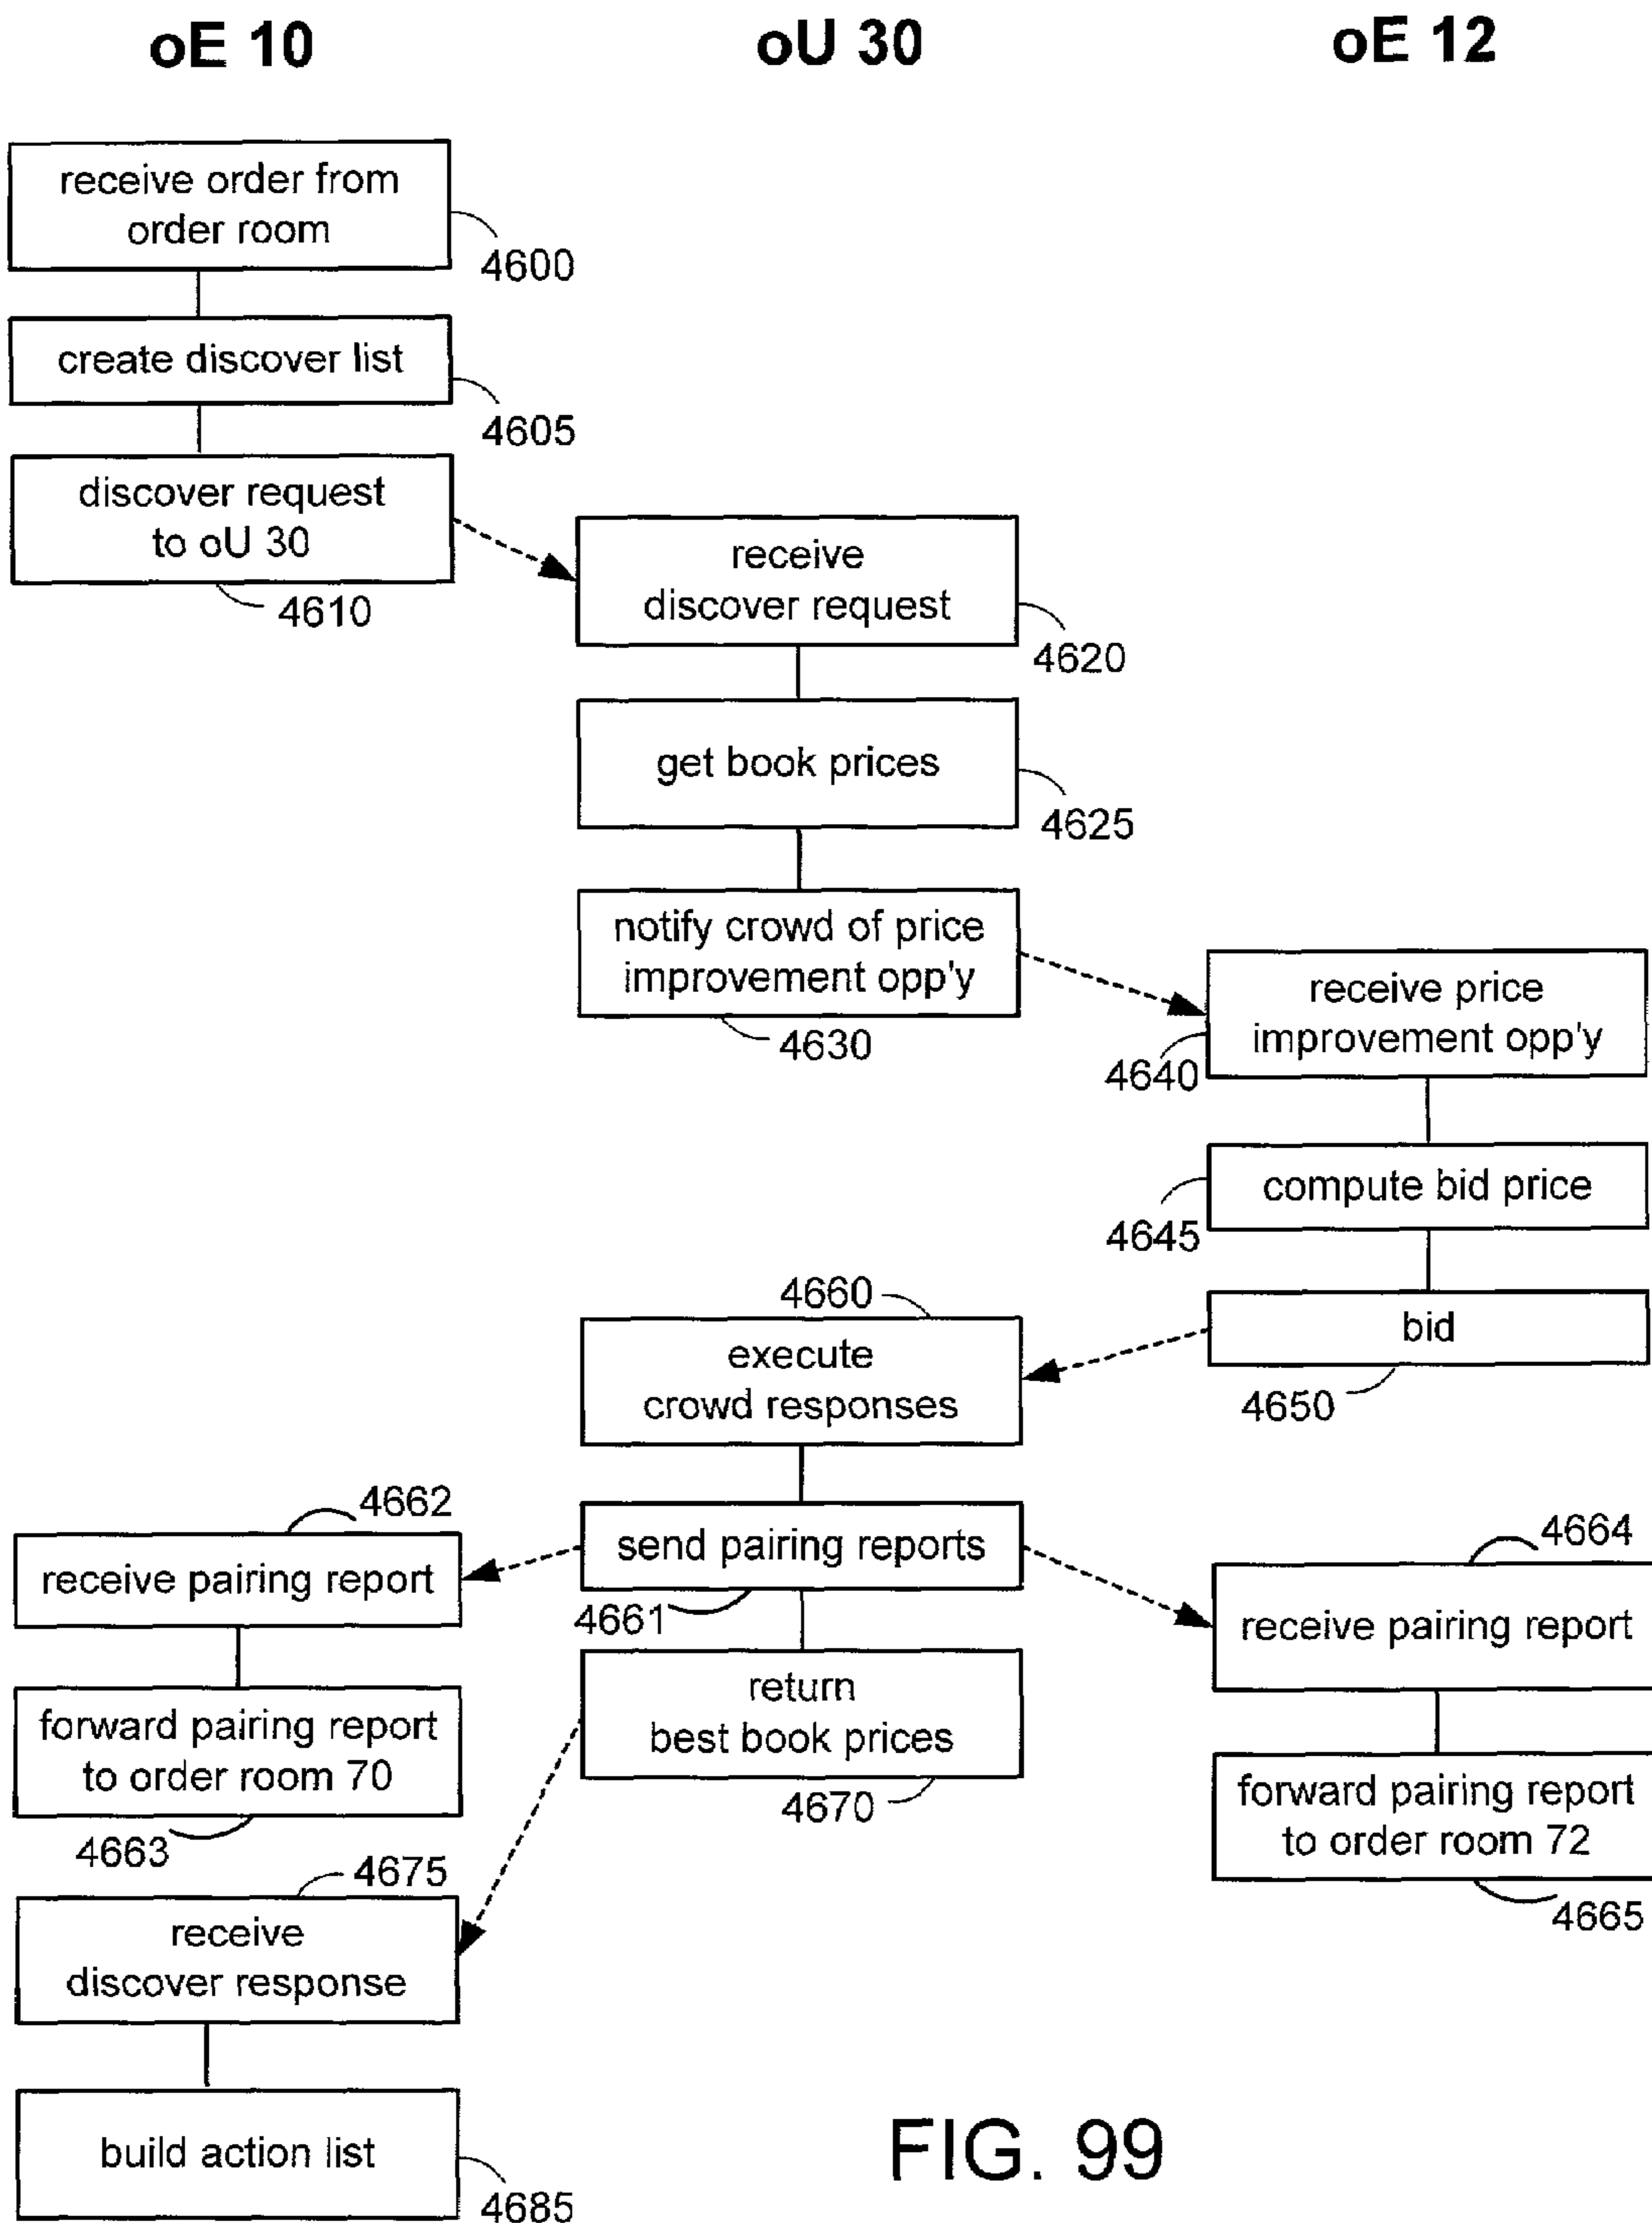 oE 10
oU 30
oE 12
receive order from
order room
4600
create discover list
4605
discover request
to oU 30
4610
receive
discover request
4620
get book prices
4625
notify crowd of price
improvement opp'y
4630
receive price
improvement opp'y
4640
compute bid price
4645
bid
4650
4660
execute
crowd responses
send pairing reports
4661
4662
receive pairing report
forward pairing report
to order room 70
4663
4664
receive pairing report
forward pairing report
to order room 72
4665
return
best book prices
4670
4675
receive
discover response
build action list
4685
FIG. 99